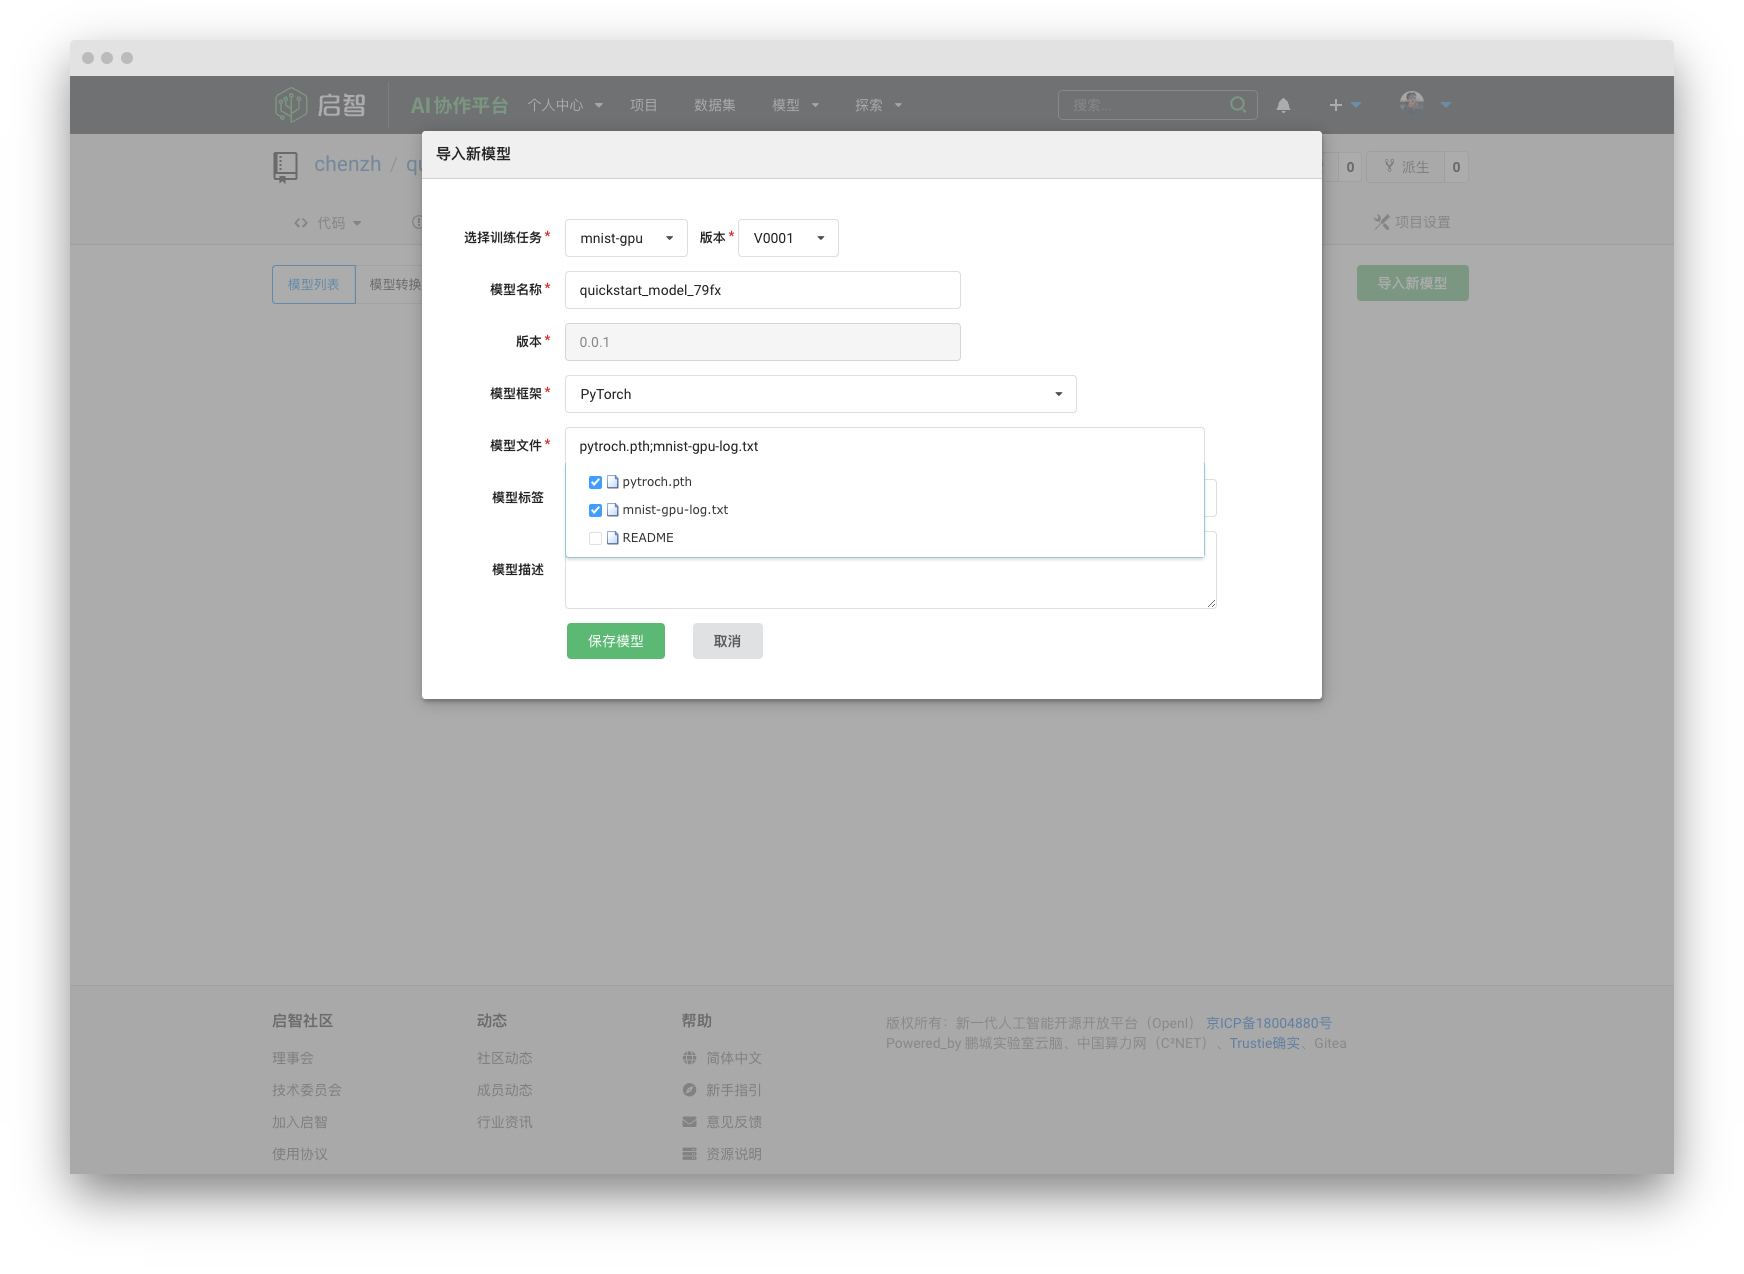 启智 AI协作平台 个人中心 项目 数据集 模型 探索 搜索...
导入新模型
chenzh / qu
0 派生 0
代码 项目设置
模型列表 模型转换 导入新模型
选择训练任务* mnist-gpu 版本* V0001
模型名称* quickstart_model_79fx
版本* 0.0.1
模型框架* PyTorch
模型文件* pytroch.pth;mnist-gpu-log.txt
pytroch.pth
模型标签
mnist-gpu-log.txt
README
模型描述
保存模型 取消
启智社区 动态 帮助
版权所有：新一代人工智能开源开放平台（OpenI） 京ICP备18004880号
Powered_by 鹏城实验室云脑、中国算力网（C²NET）、Trustie确实、Gitea
理事会 社区动态 简体中文
技术委员会 成员动态 新手指引
加入启智 行业资讯 意见反馈
使用协议 资源说明